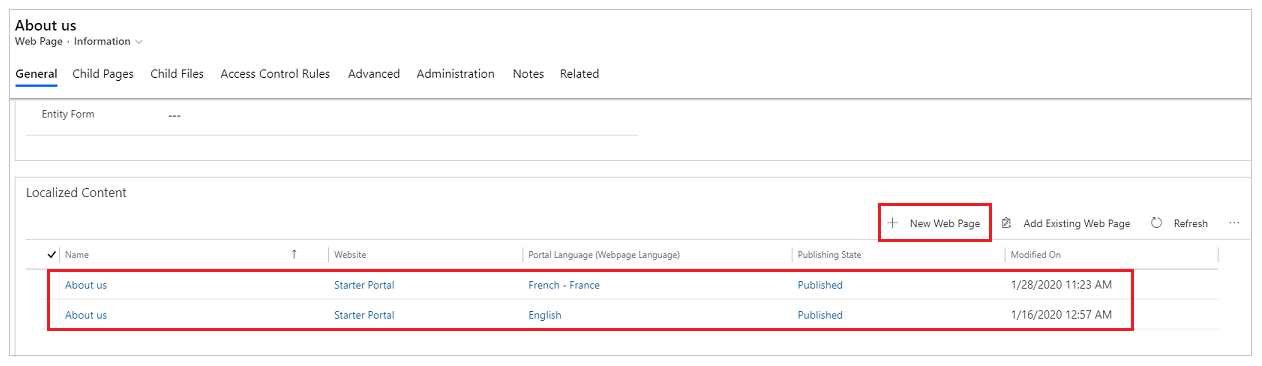 About us
Web Page · Information
General Child Pages Child Files Access Control Rules Advanced Administration Notes Related
Entity Form ---
Localized Content
New Web Page Add Existing Web Page Refresh ...
Name ↑ Website Portal Language (Webpage Language) Publishing State Modified On
About us Starter Portal French - France Published 1/28/2020 11:23 AM
About us Starter Portal English Published 1/16/2020 12:57 AM